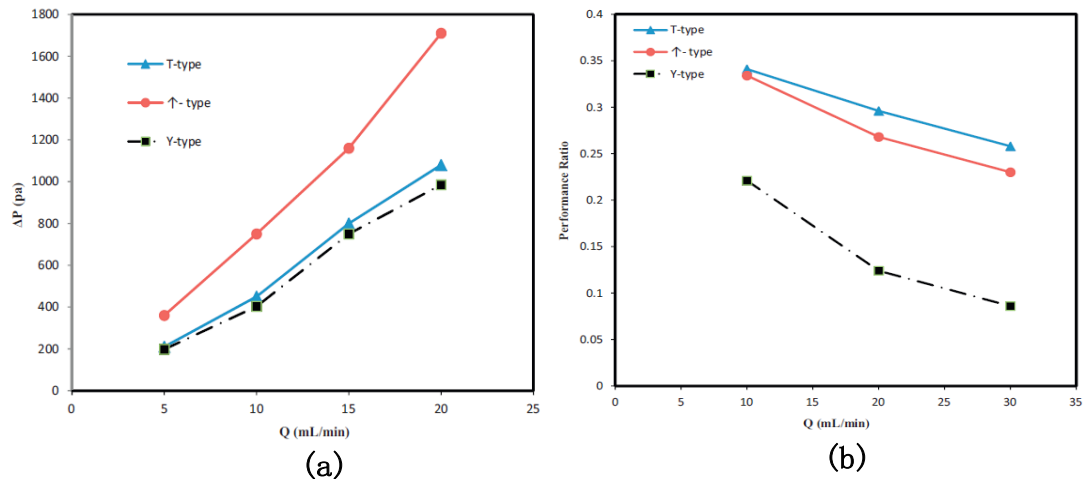 1800
1600
1400
1200
1000
800
600
400
200
0
0 5 10 15 20 25
ΔP (pa)
Q (mL/min)
T-type
↑- type
Y-type
(a)
0.4
0.35
0.3
0.25
0.2
0.15
0.1
0.05
0
0 5 10 15 20 25 30 35
Performance Ratio
Q (mL/min)
T-type
↑- type
Y-type
(b)